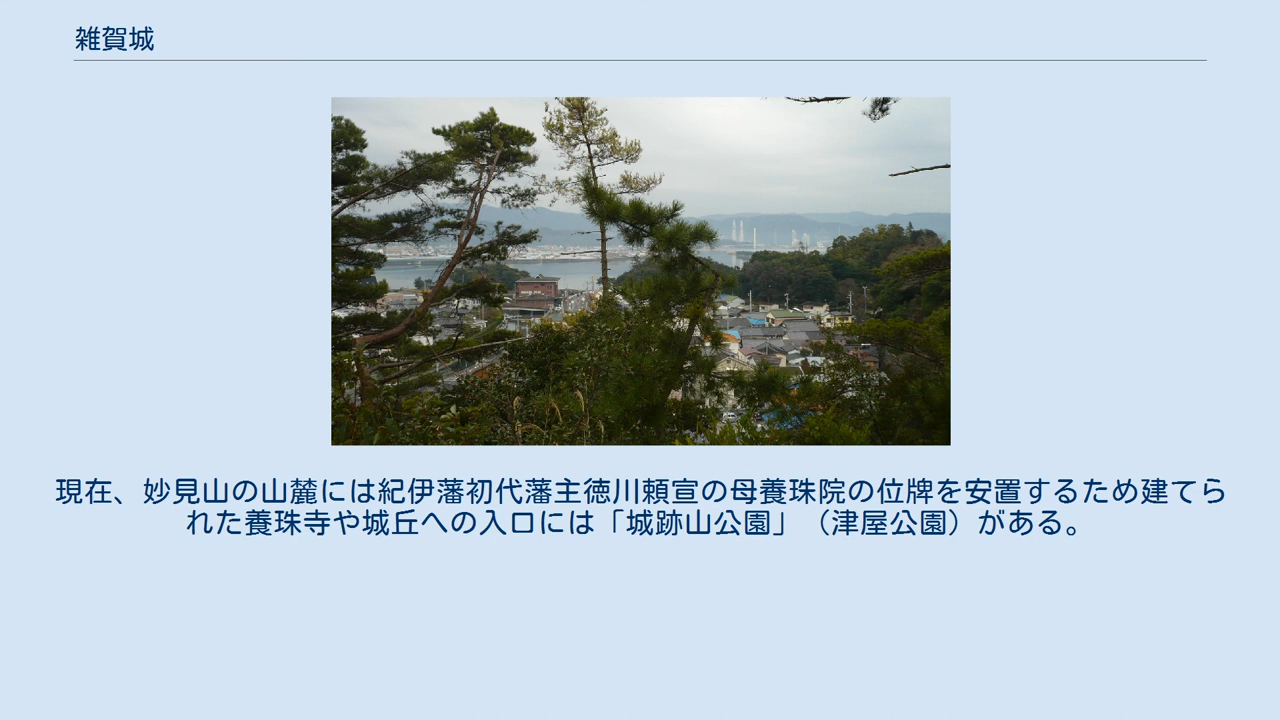 雑賀城
現在、妙見山の山麓には紀伊藩初代藩主徳川頼宣の母養珠院の位牌を安置するため建てら
れた養珠寺や城丘への入口には「城跡山公園」（津屋公園）がある。